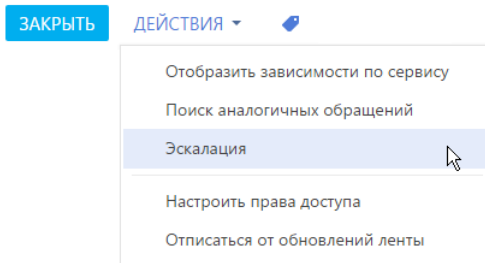 ЗАКРЫТЬ ДЕЙСТВИЯ
Отобразить зависимости по сервису
Поиск аналогичных обращений
Эскалация
Настроить права доступа
Отписаться от обновлений ленты